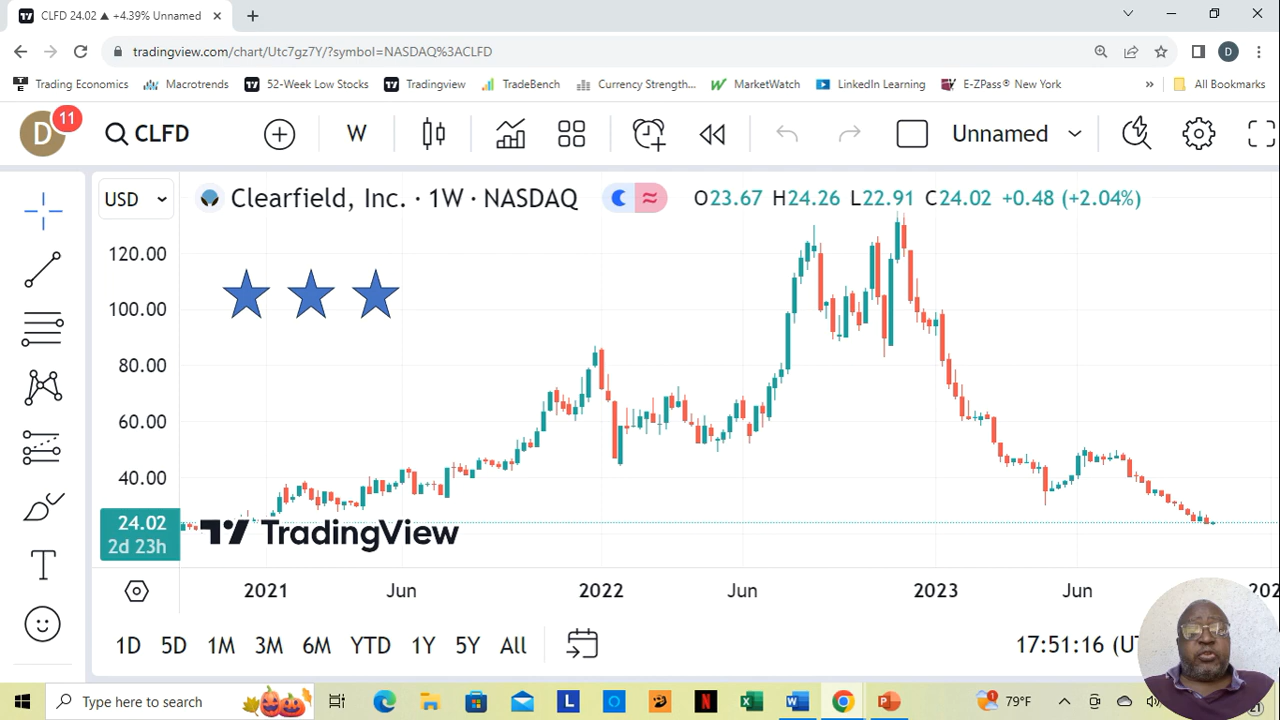 CLFD 24.02 ▲ +4.39% Unnamed
tradingview.com/chart/Utc7gz7Y/?symbol=NASDAQ%3ACLFD
D
Trading Economics
Macrotrends
52-Week Low Stocks
Tradingview
TradeBench
Currency Strength...
MarketWatch
LinkedIn Learning
E-ZPass® New York
»
All Bookmarks
D
11
CLFD
W
Unnamed
USD
Clearfield, Inc. · 1W · NASDAQ
O23.67 H24.26 L22.91 C24.02 +0.48 (+2.04%)
120.00
100.00
80.00
60.00
40.00
24.02
2d 23h
TradingView
T
2021 Jun 2022 Jun 2023 Jun
1D 5D 1M 3M 6M YTD 1Y 5Y All
17:51:16 (U
Type here to search
79°F